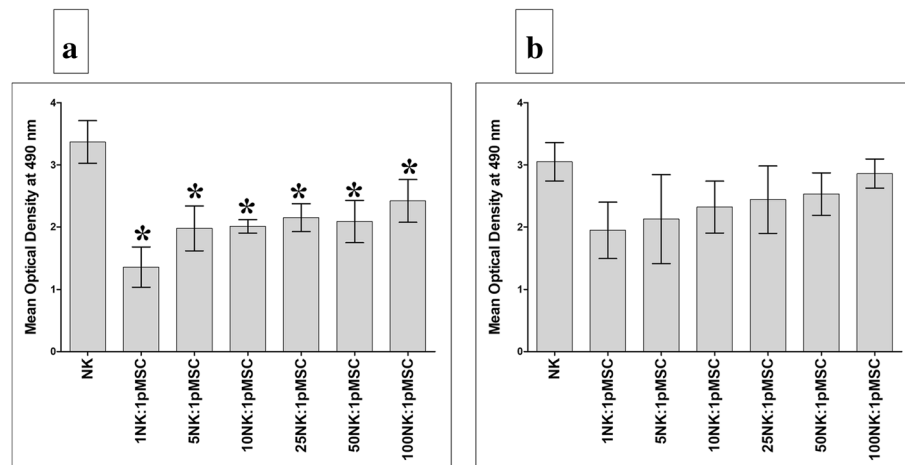 a
Mean Optical Density at 490 nm
4
3
2
1
0
*
*
*
*
*
*
NK
1NK:1pMSC
5NK:1pMSC
10NK:1pMSC
25NK:1pMSC
50NK:1pMSC
100NK:1pMSC
b
Mean Optical Density at 490 nm
4
3
2
1
0
NK
1NK:1pMSC
5NK:1pMSC
10NK:1pMSC
25NK:1pMSC
50NK:1pMSC
100NK:1pMSC